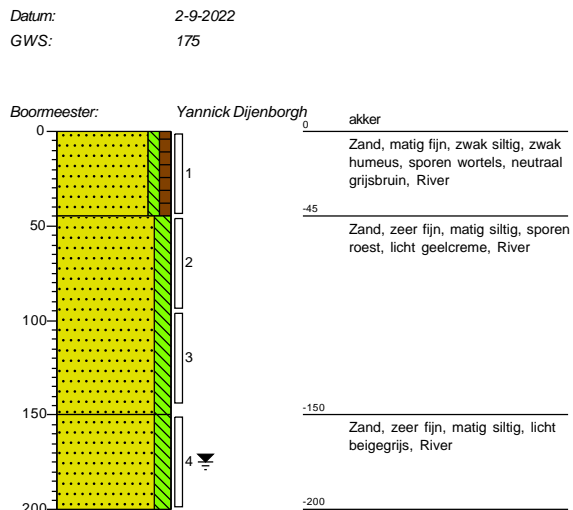 Datum: 2-9-2022
GWS: 175
Boormeester: Yannick Dijenborgh
0
50
100
150
200
1
2
3
4
0 akker
Zand, matig fijn, zwak siltig, zwak
humeus, sporen wortels, neutraal
grijsbruin, River
-45
Zand, zeer fijn, matig siltig, sporen
roest, licht geelcreme, River
-150
Zand, zeer fijn, matig siltig, licht
beigegrijs, River
-200